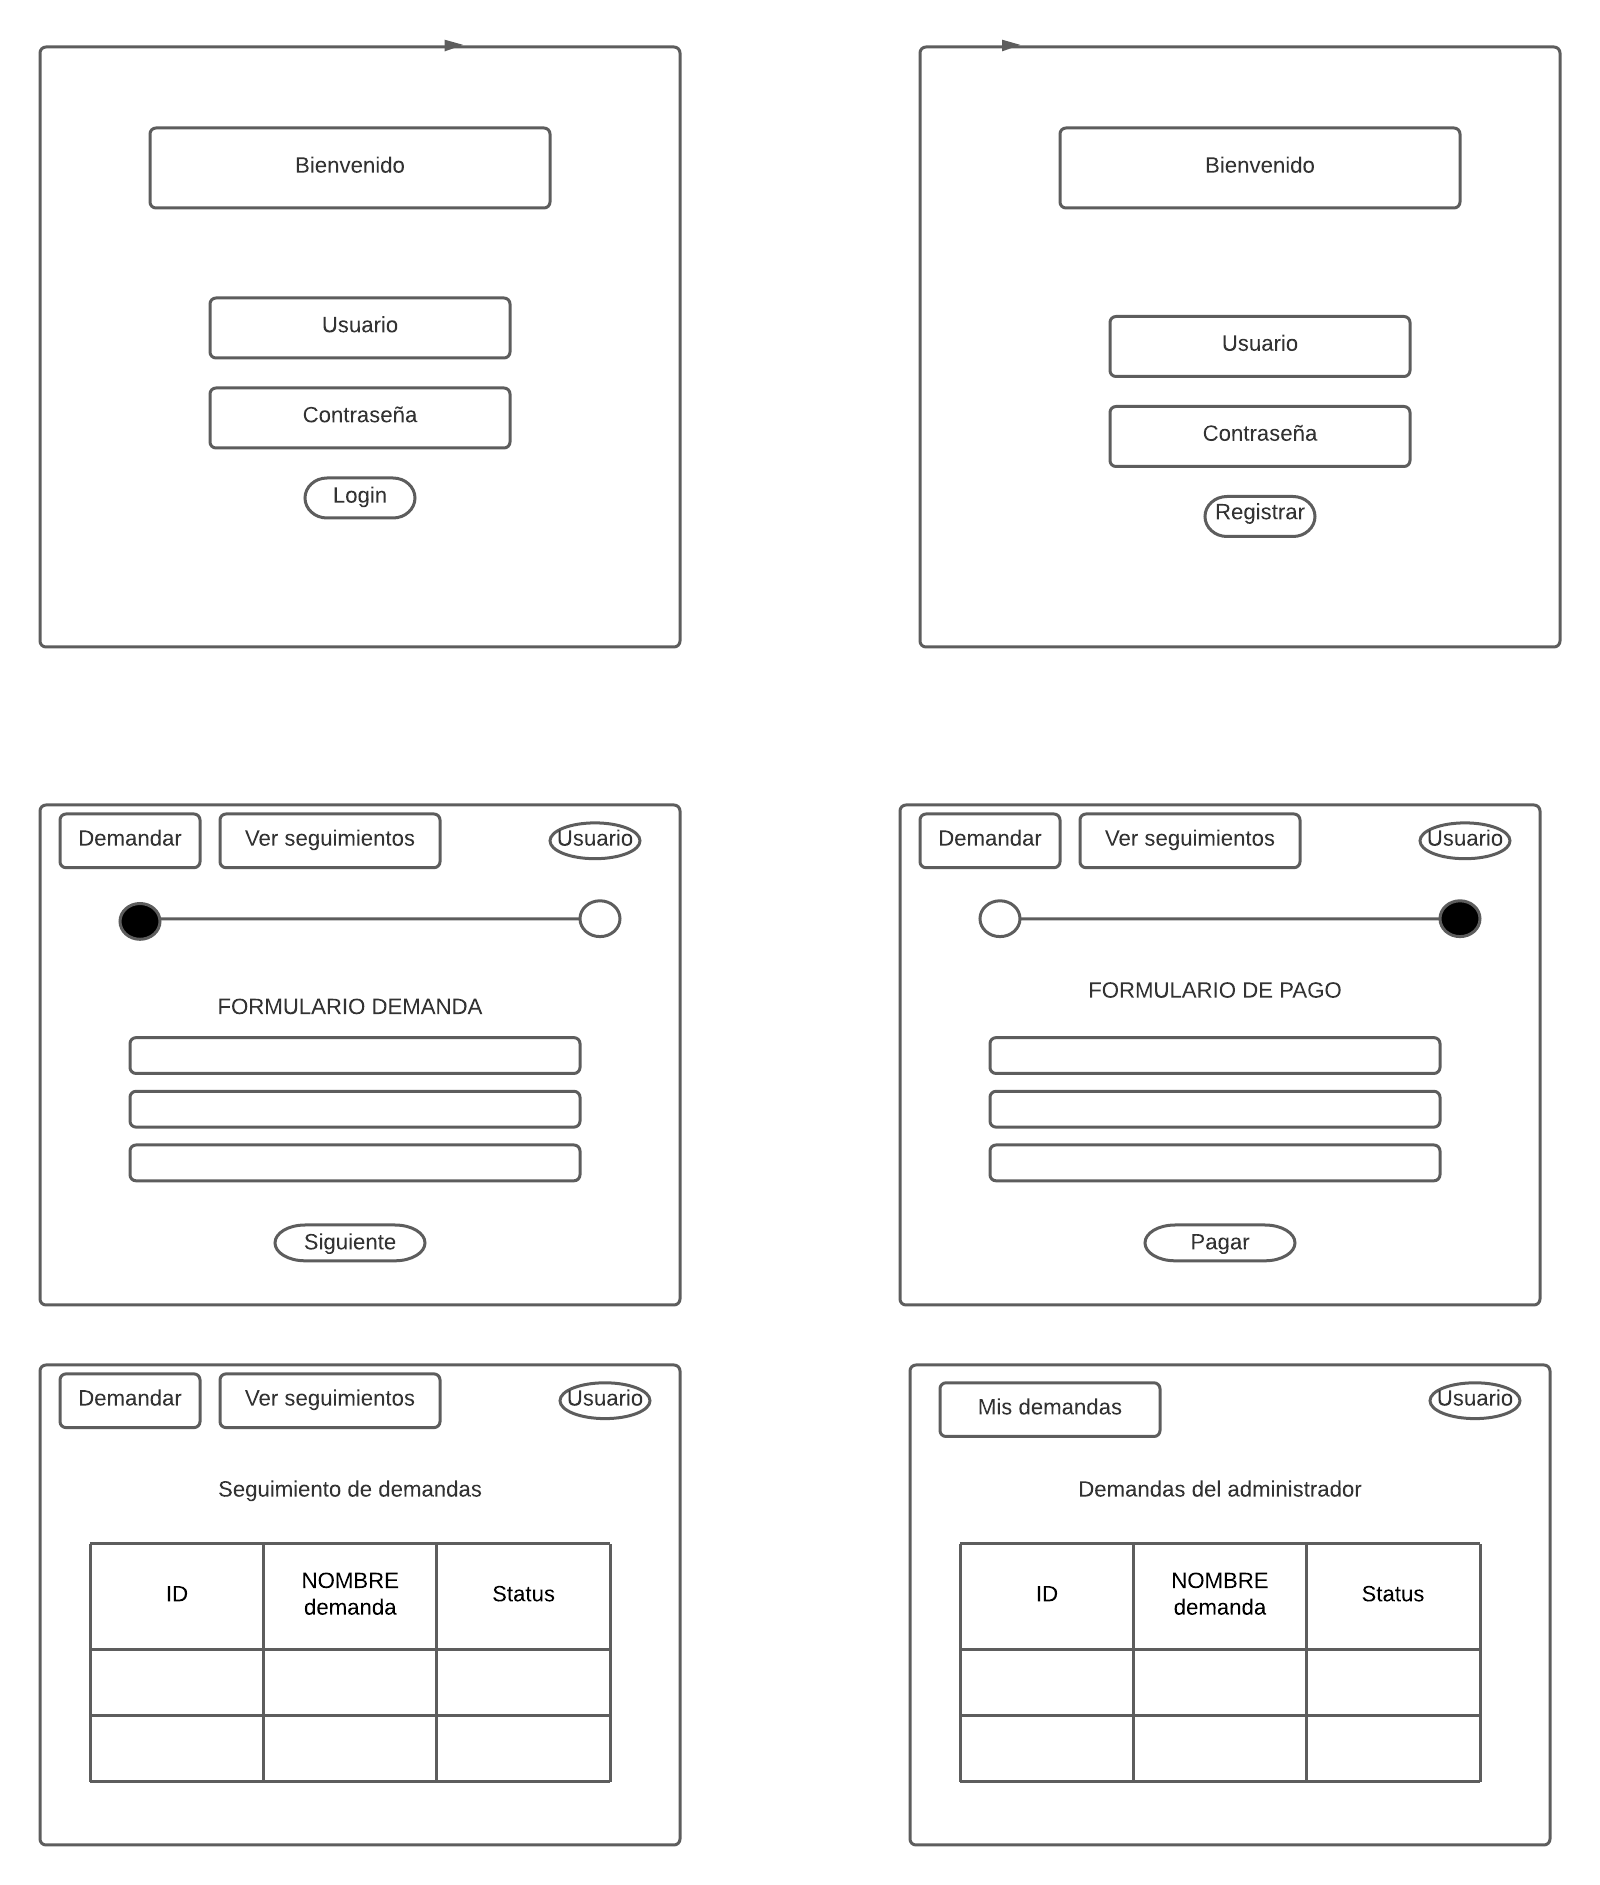 Bienvenido
Usuario
Contraseña
Login
Bienvenido
Usuario
Contraseña
Registrar
Demandar
Ver seguimientos
Usuario
FORMULARIO DEMANDA
Siguiente
Demandar
Ver seguimientos
Usuario
FORMULARIO DE PAGO
Pagar
Demandar
Ver seguimientos
Usuario
Seguimiento de demandas
ID
NOMBRE
demanda
Status
Mis demandas
Usuario
Demandas del administrador
ID
NOMBRE
demanda
Status